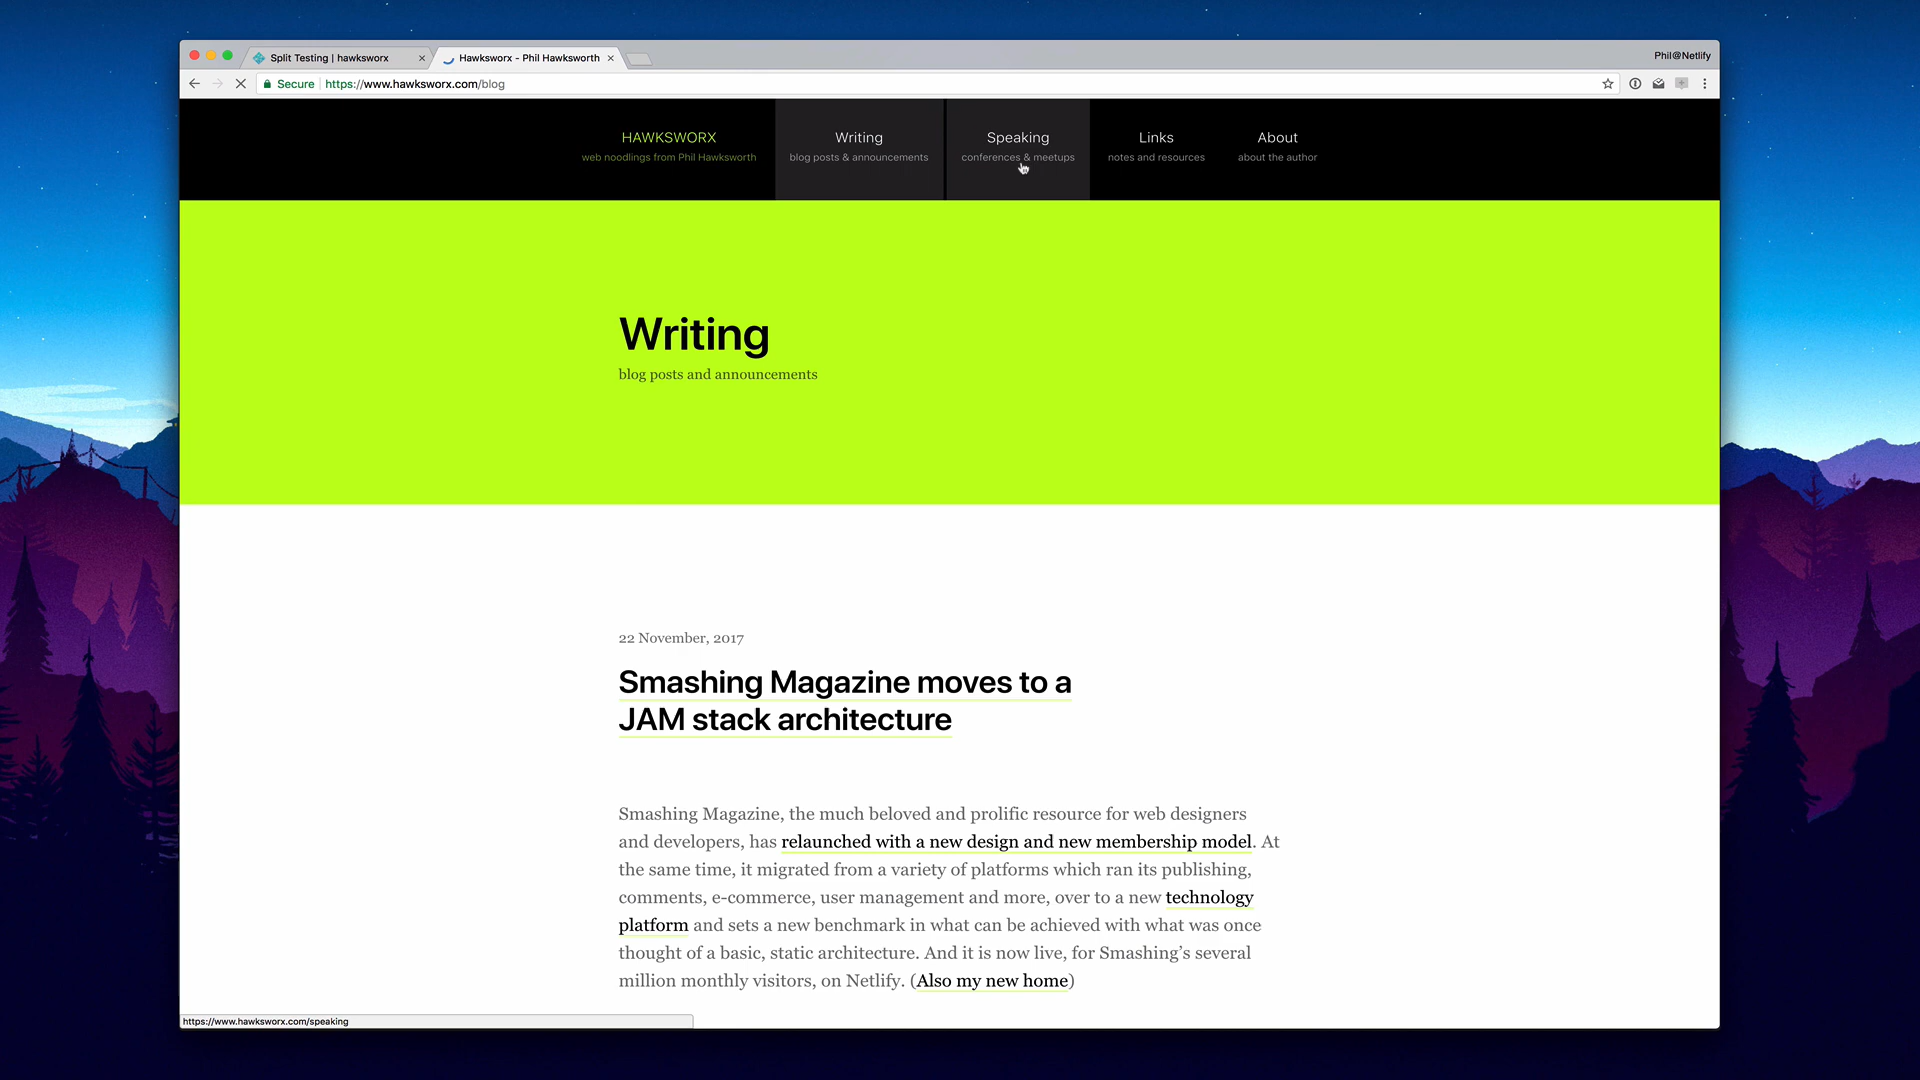 Split Testing | hawksworx
Hawksworx - Phil Hawksworth
Phil@Netlify
Secure
https://www.hawksworx.com/blog
HAWKSWORX
web noodlings from Phil Hawksworth
Writing
blog posts & announcements
Speaking
conferences & meetups
Links
notes and resources
About
about the author
Writing
blog posts and announcements
22 November, 2017
Smashing Magazine moves to a
JAM stack architecture
Smashing Magazine, the much beloved and prolific resource for web designers
and developers, has relaunched with a new design and new membership model. At
the same time, it migrated from a variety of platforms which ran its publishing,
comments, e-commerce, user management and more, over to a new technology
platform and sets a new benchmark in what can be achieved with what was once
thought of a basic, static architecture. And it is now live, for Smashing’s several
million monthly visitors, on Netlify. (Also my new home)
https://www.hawksworx.com/speaking